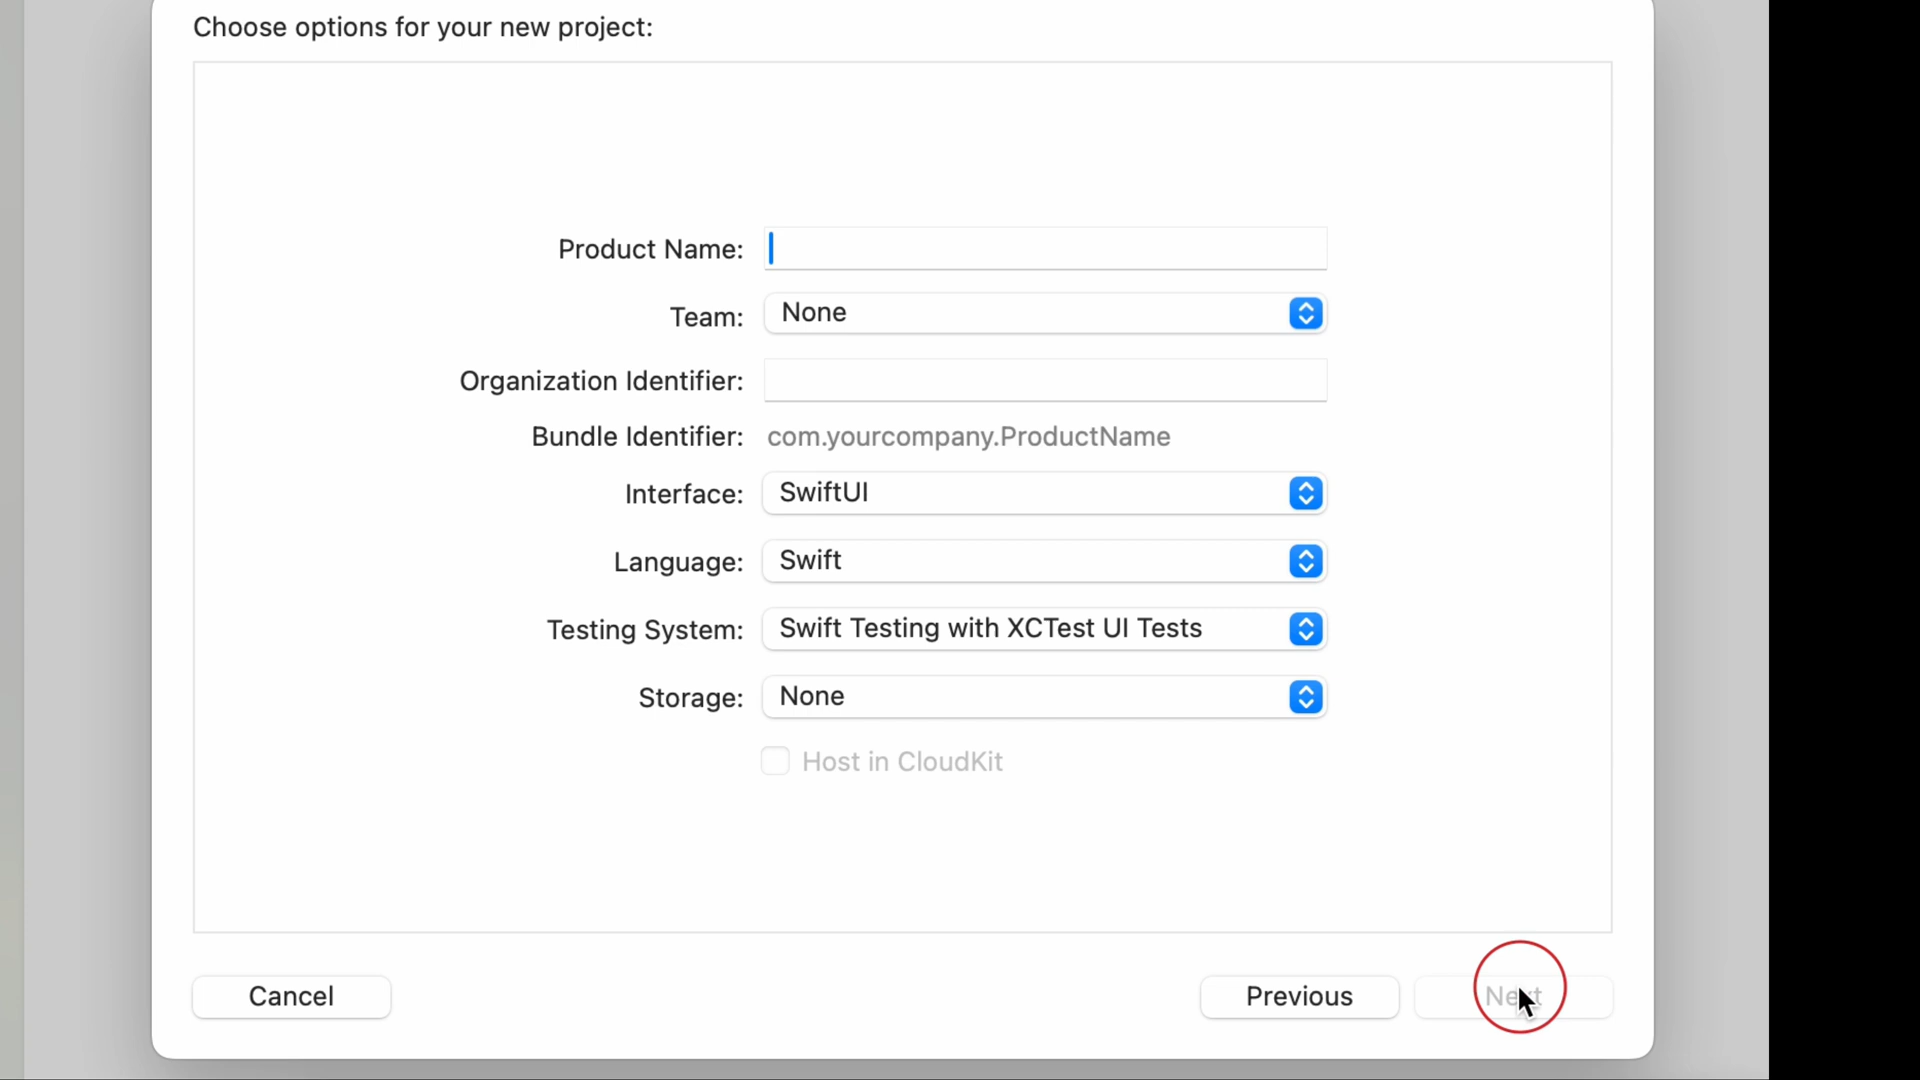 Choose options for your new project:
Product Name:
Team: None
Organization Identifier:
Bundle Identifier: com.yourcompany.ProductName
Interface: SwiftUI
Language: Swift
Testing System: Swift Testing with XCTest UI Tests
Storage: None
Host in CloudKit
Cancel Previous Next